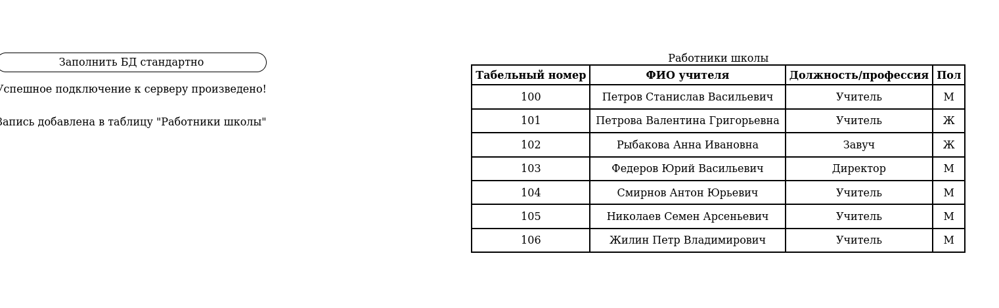 Заполнить БД стандартно
Успешное подключение к серверу произведено!
Запись добавлена в таблицу "Работники школы"
Работники школы
Табельный номер ФИО учителя Должность/профессия Пол
100 Петров Станислав Васильевич Учитель М
101 Петрова Валентина Григорьевна Учитель Ж
102 Рыбакова Анна Ивановна Завуч Ж
103 Федеров Юрий Васильевич Директор М
104 Смирнов Антон Юрьевич Учитель М
105 Николаев Семен Арсеньевич Учитель М
106 Жилин Петр Владимирович Учитель М